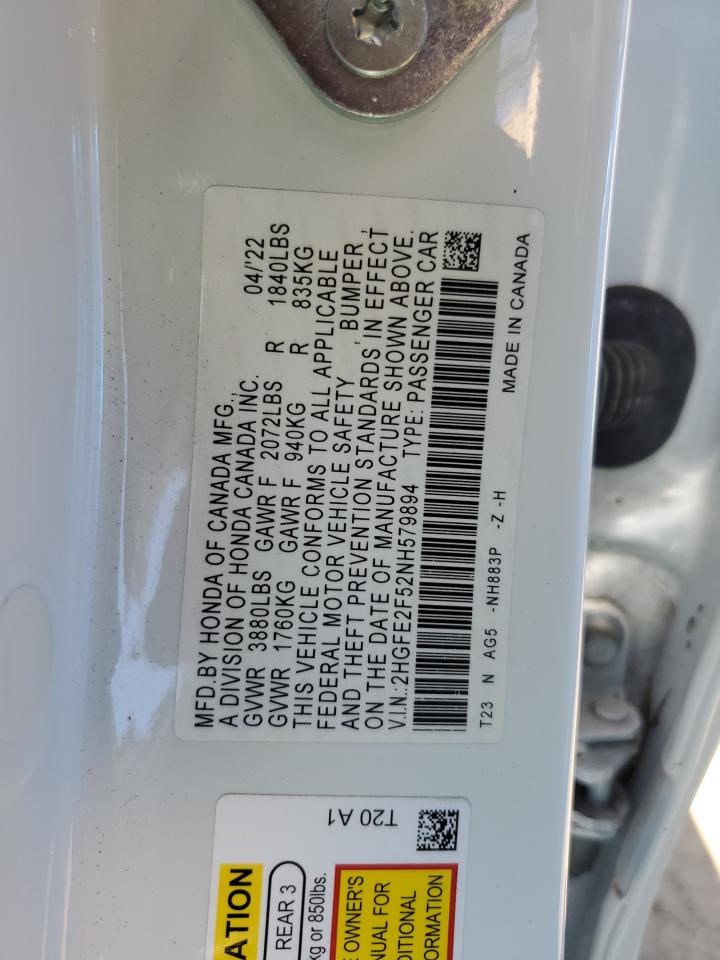 MFD.BY HONDA OF CANADA MFG.,
A DIVISION OF HONDA CANADA INC. 04/'22
GVWR 3880LBS GAWR F 2072LBS R 1840LBS
GVWR 1760KG GAWR F 940KG R 835KG
THIS VEHICLE CONFORMS TO ALL APPLICABLE
FEDERAL MOTOR VEHICLE SAFETY, BUMPER,
AND THEFT PREVENTION STANDARDS IN EFFECT
ON THE DATE OF MANUFACTURE SHOWN ABOVE.
V.IN.:2HGFE2F52NH579894 TYPE: PASSENGER CAR
T23 N AG5 -NH883P -Z -H
MADE IN CANADA
T20 A1
ATION
REAR 3
kg or 850lbs.
OWNER'S
NUAL FOR
DITIONAL
ORMATION